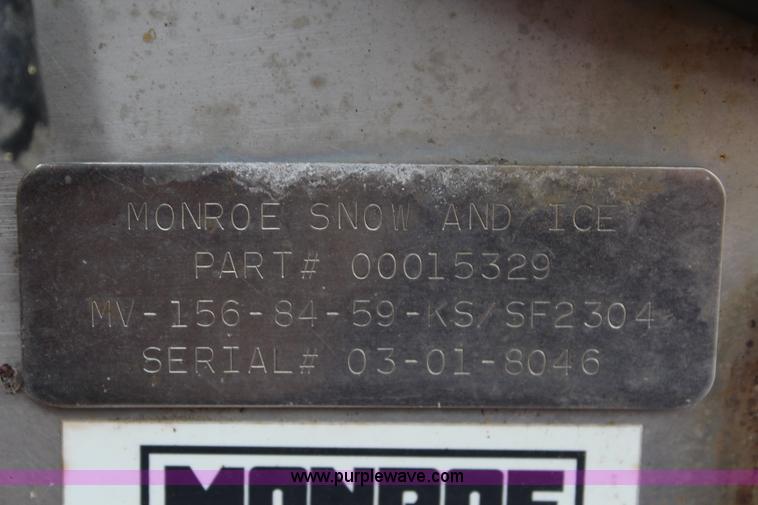 MONROE SNOW AND ICE
PART# 00015329
MV-156-84-59-KS/SF2304
SERIAL# 03-01-8046
MONROE
www.purplewave.com